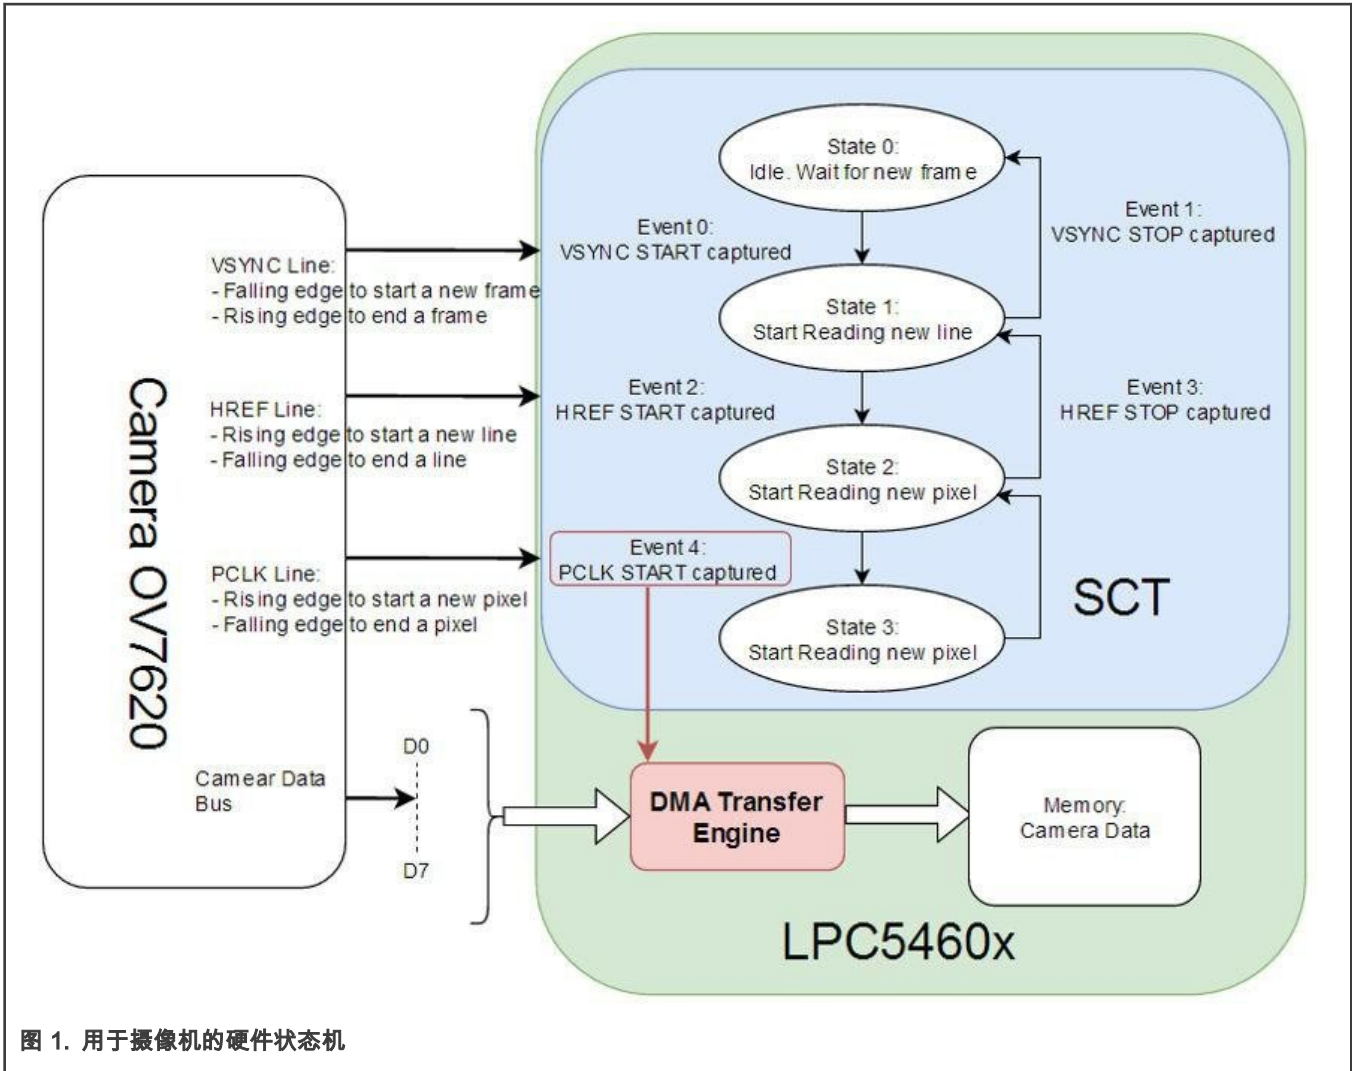 State 0:
Idle. Wait for new frame
Event 0:
VSYNC START captured
Event 1:
VSYNC STOP captured
VSYNC Line:
- Falling edge to start a new frame
- Rising edge to end a frame
State 1:
Start Reading new line
Event 2:
HREF START captured
Event 3:
HREF STOP captured
HREF Line:
- Rising edge to start a new line
- Falling edge to end a line
State 2:
Start Reading new pixel
Event 4:
PCLK START captured
PCLK Line:
- Rising edge to start a new pixel
- Falling edge to end a pixel
State 3:
Start Reading new pixel
SCT
Camera OV7620
Camear Data
Bus
D0
D7
DMA Transfer
Engine
Memory:
Camera Data
LPC5460x
图 1. 用于摄像机的硬件状态机